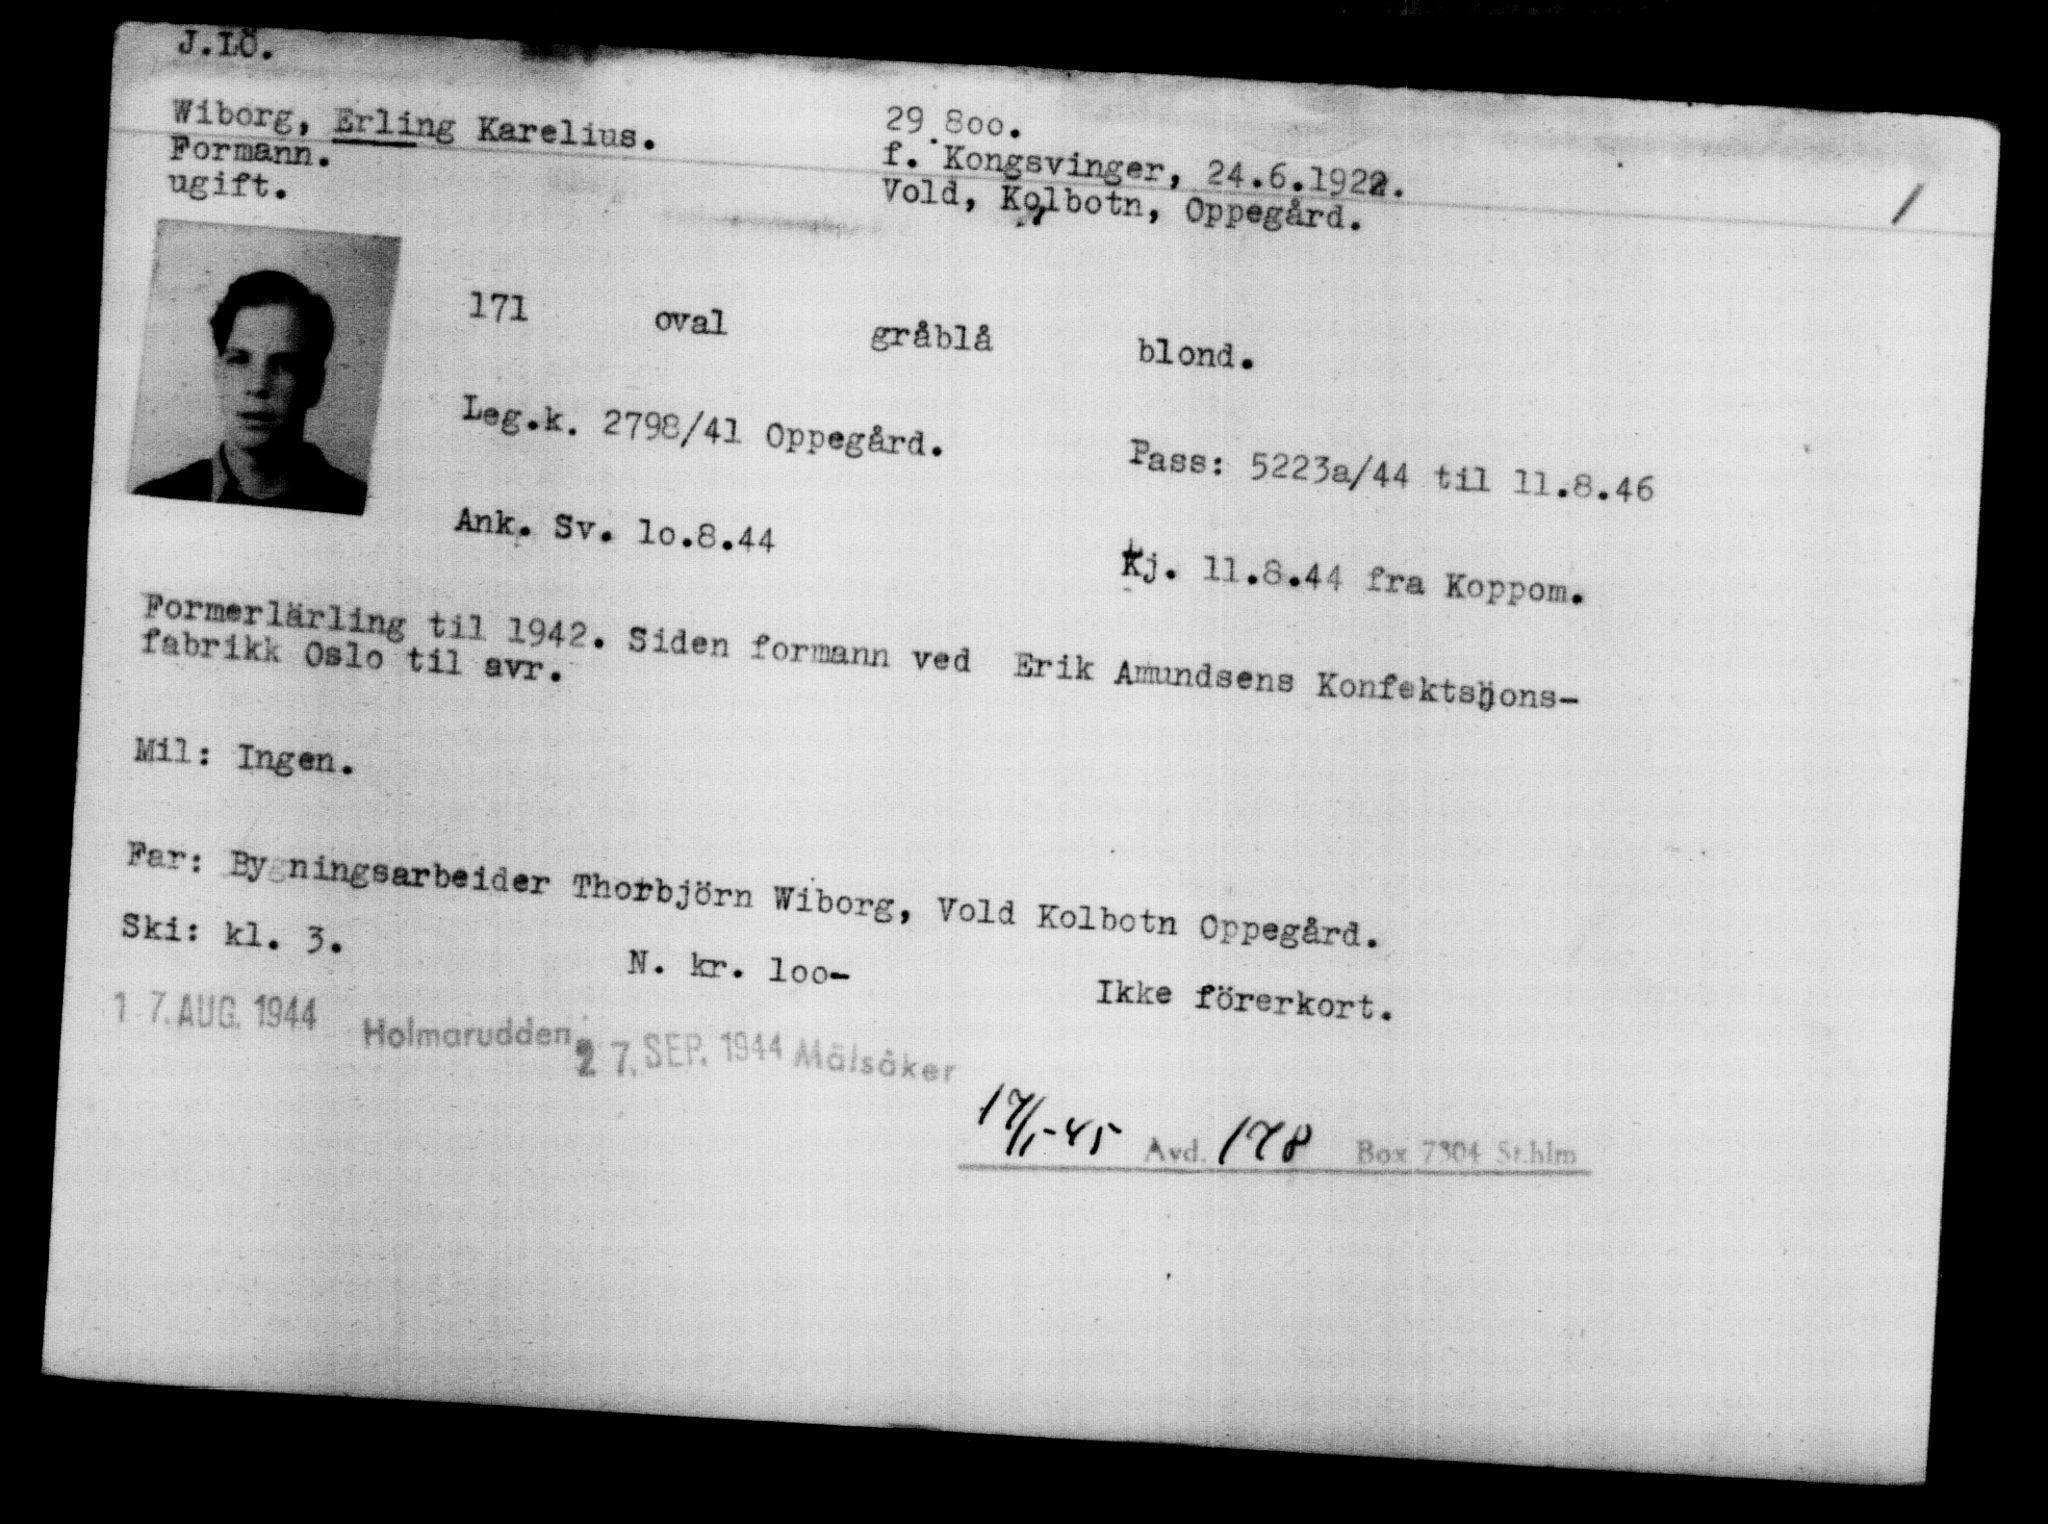 J.LÖ.
Wiborg, Erling Karelius.
Formann.
ugift.
29 800.
f. Kongsvinger, 24.6.1922.
Vold, Kolbotn, Oppegård.
171 oval gråblå blond.
Leg.k. 2798/41 Oppegård. Pass: 5223a/44 til 11.8.46
Ank. Sv. lo.8.44 Kj. 11.8.44 fra Koppom.
Formerlärling til 1942. Siden formann ved Erik Amundsens Konfektsjons-
fabrikk Oslo til avr.
Mil: Ingen.
Far: Bygningsarbeider Thorbjörn Wiborg, Vold Kolbotn Oppegård.
Ski: kl. 3. N. kr. loo- Ikke förerkort.
17. AUG. 1944 Holmarudden 27. SEP. 1944 Mälsåker
17/1-45 Avd. 178 Box 7304 St.hlm